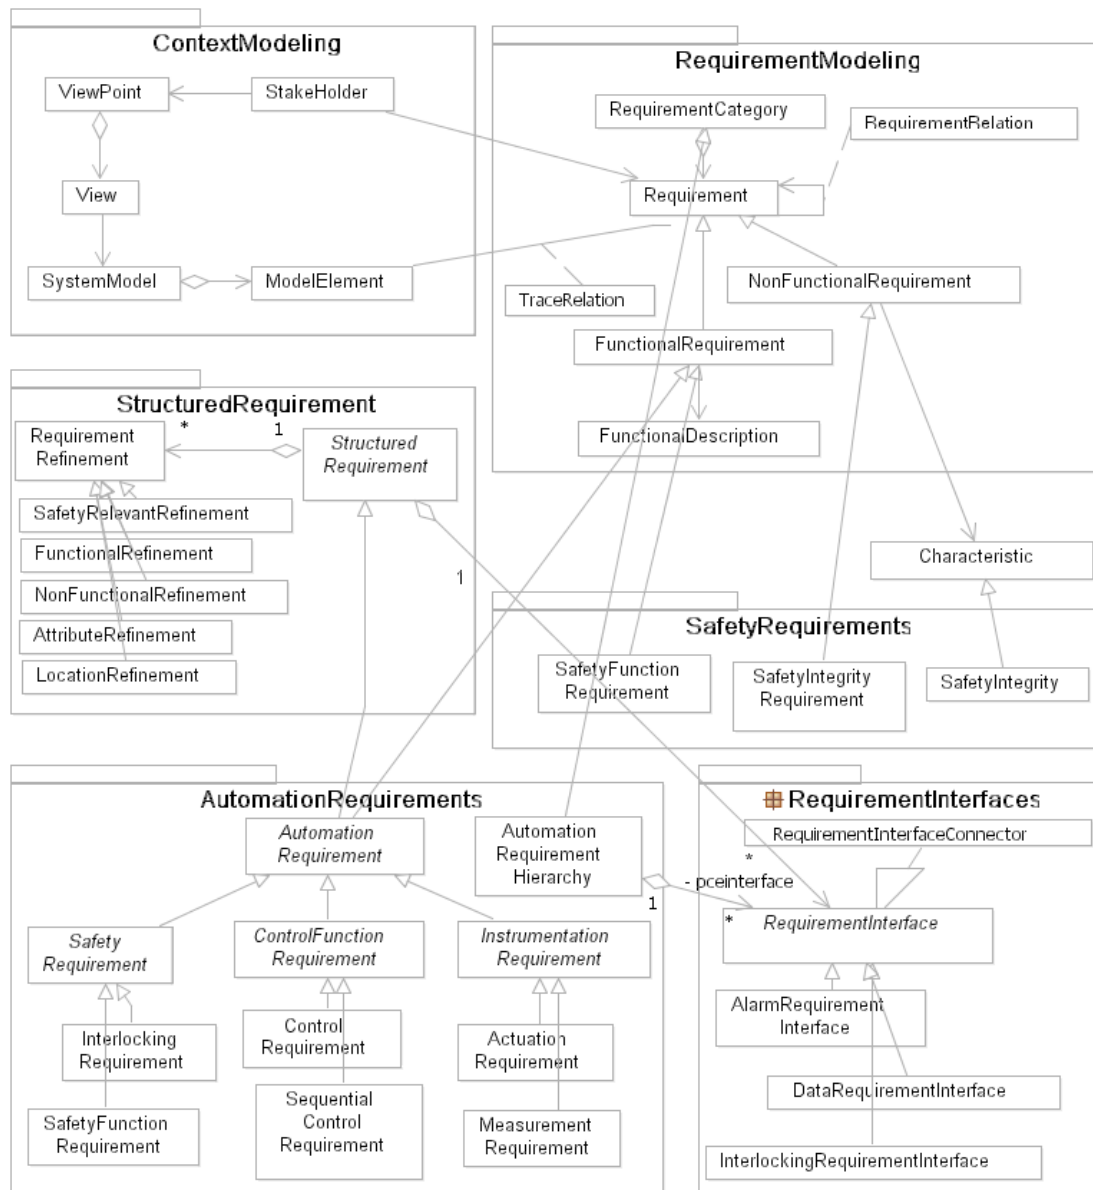 ContextModeling
ViewPoint
StakeHolder
View
SystemModel
ModelElement
RequirementModeling
RequirementCategory
RequirementRelation
Requirement
NonFunctionalRequirement
TraceRelation
FunctionalRequirement
FunctionalDescription
Characteristic
StructuredRequirement
Requirement
Refinement
*
1
Structured
Requirement
SafetyRelevantRefinement
FunctionalRefinement
NonFunctionalRefinement
AttributeRefinement
LocationRefinement
1
SafetyRequirements
SafetyFunction
Requirement
SafetyIntegrity
Requirement
SafetyIntegrity
AutomationRequirements
Automation
Requirement
Automation
Requirement
Hierarchy
1
Safety
Requirement
ControlFunction
Requirement
Instrumentation
Requirement
Interlocking
Requirement
Control
Requirement
Actuation
Requirement
SafetyFunction
Requirement
Sequential
Control
Requirement
Measurement
Requirement
RequirementInterfaces
RequirementInterfaceConnector
*
- pceinterface
*
RequirementInterface
AlarmRequirement
Interface
DataRequirementInterface
InterlockingRequirementInterface